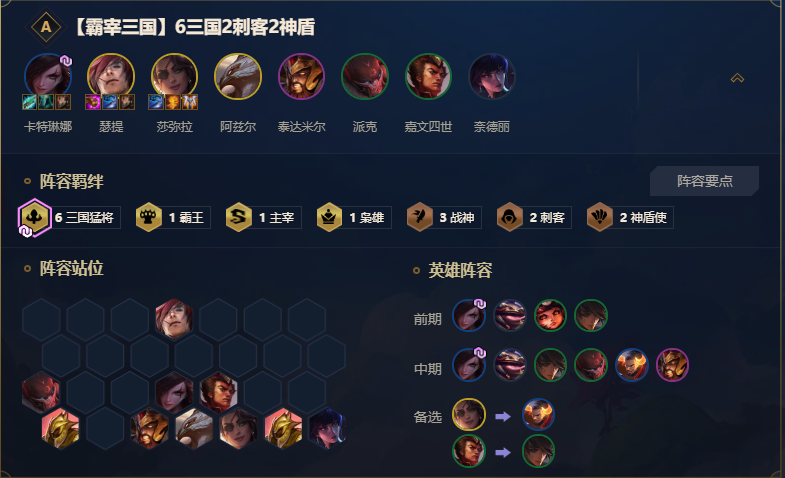 A 【霸宰三国】6三国2刺客2神盾
卡特琳娜 瑟提 莎弥拉 阿兹尔 泰达米尔 派克 嘉文四世 奈德丽
阵容羁绊 阵容要点
6 三国猛将 1 霸王 1 主宰 1 枭雄 3 战神 2 刺客 2 神盾使
阵容站位
英雄阵容
前期
中期
备选